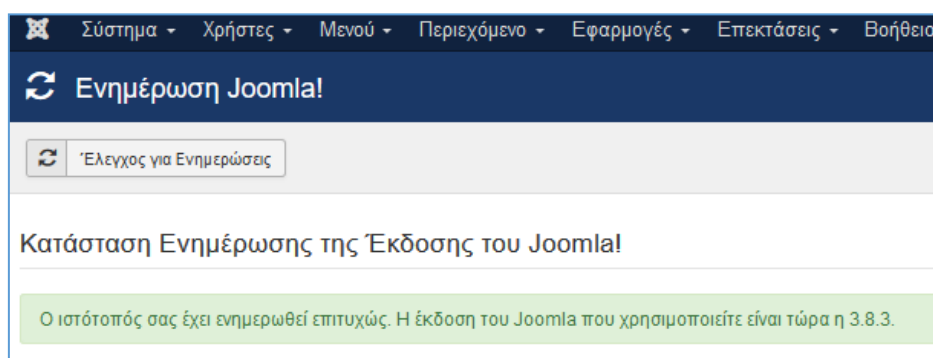 Σύστημα Χρήστες Μενού Περιεχόμενο Εφαρμογές Επεκτάσεις Βοήθεια
Ενημέρωση Joomla!
Έλεγχος για Ενημερώσεις
Κατάσταση Ενημέρωσης της Έκδοσης του Joomla!
Ο ιστότοπός σας έχει ενημερωθεί επιτυχώς. Η έκδοση του Joomla που χρησιμοποιείτε είναι τώρα η 3.8.3.